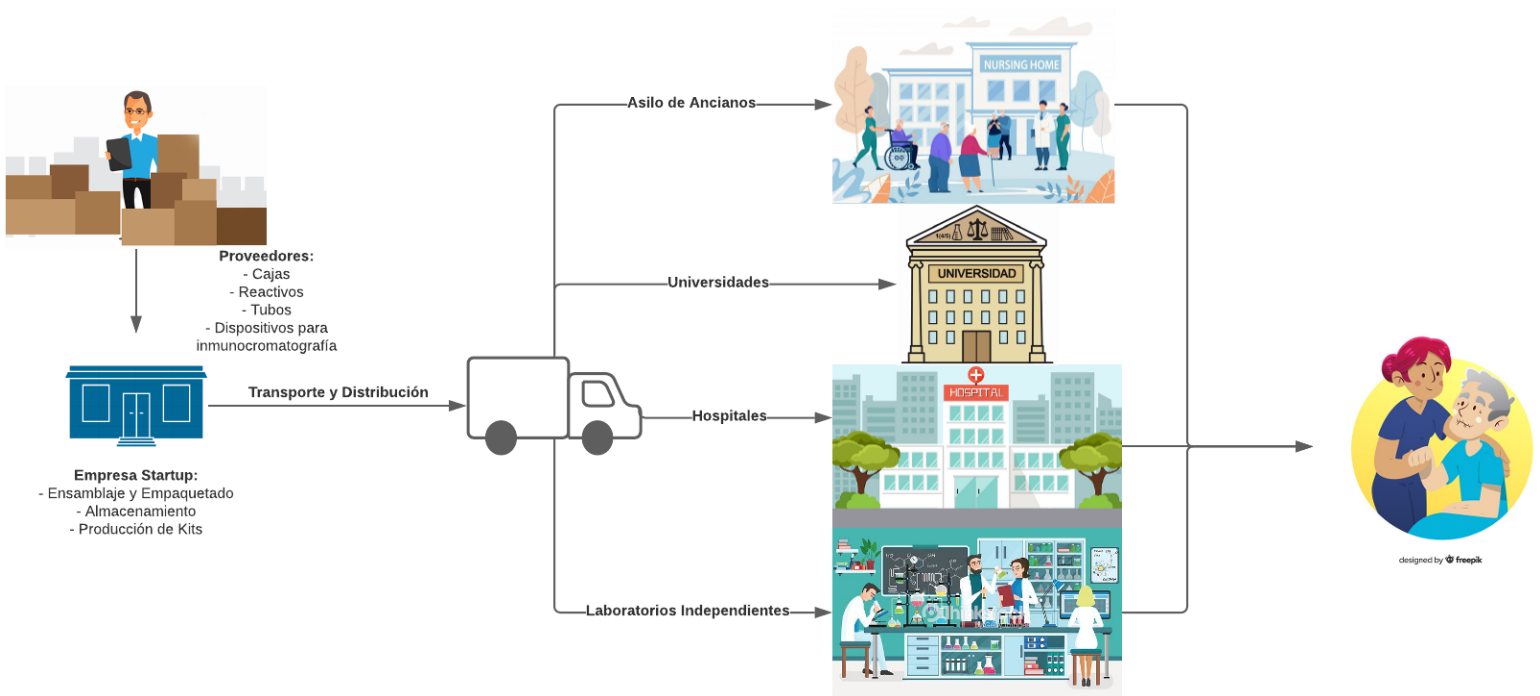 Proveedores:
- Cajas
- Reactivos
- Tubos
- Dispositivos para
inmunocromatografía
Empresa Startup:
- Ensamblaje y Empaquetado
- Almacenamiento
- Producción de Kits
Transporte y Distribución
Asilo de Ancianos
NURSING HOME
Universidades
UNIVERSIDAD
Hospitales
HOSPITAL
Laboratorios Independientes
designed by freepik